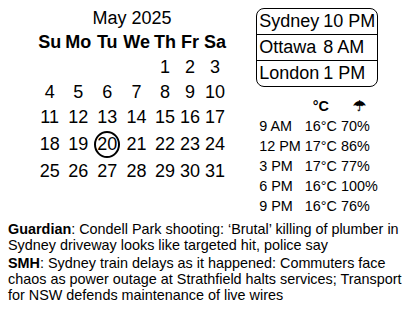 May 2025
Su Mo Tu We Th Fr Sa
1 2 3
4 5 6 7 8 9 10
11 12 13 14 15 16 17
18 19 20 21 22 23 24
25 26 27 28 29 30 31
Sydney 10 PM
Ottawa 8 AM
London 1 PM
°C ☂
9 AM 16°C 70%
12 PM 17°C 86%
3 PM 17°C 77%
6 PM 16°C 100%
9 PM 16°C 76%
Guardian: Condell Park shooting: ‘Brutal’ killing of plumber in
Sydney driveway looks like targeted hit, police say
SMH: Sydney train delays as it happened: Commuters face
chaos as power outage at Strathfield halts services; Transport
for NSW defends maintenance of live wires